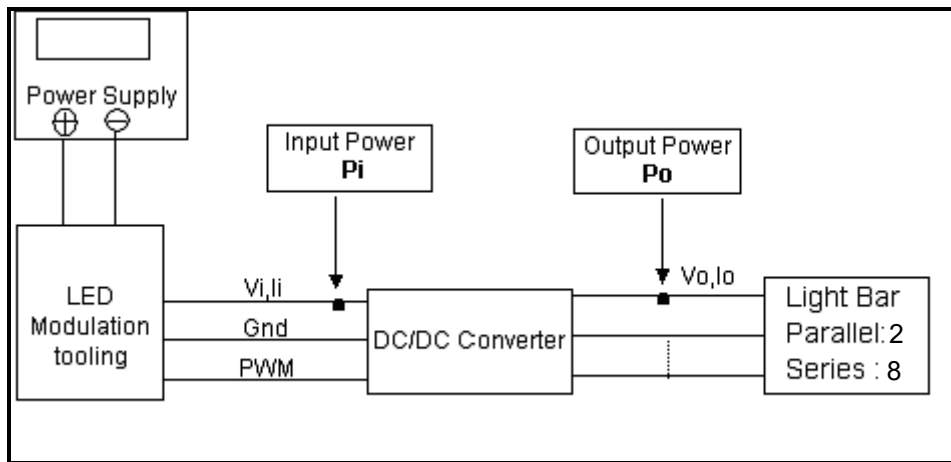 Power Supply
Input Power
Pi
Output Power
Po
LED
Modulation
tooling
Vi,Ii
Gnd
PWM
DC/DC Converter
Vo,Io
Light Bar
Parallel: 2
Series : 8